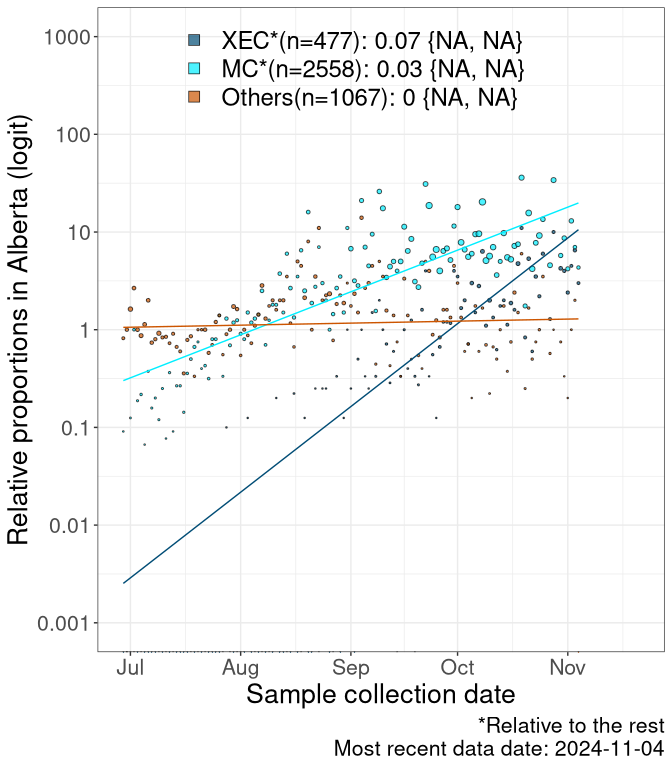 XEC*(n=477): 0.07 {NA, NA}
MC*(n=2558): 0.03 {NA, NA}
Others(n=1067): 0 {NA, NA}
Relative proportions in Alberta (logit)
1000
100
10
1
0.1
0.01
0.001
Jul Aug Sep Oct Nov
Sample collection date
*Relative to the rest
Most recent data date: 2024-11-04